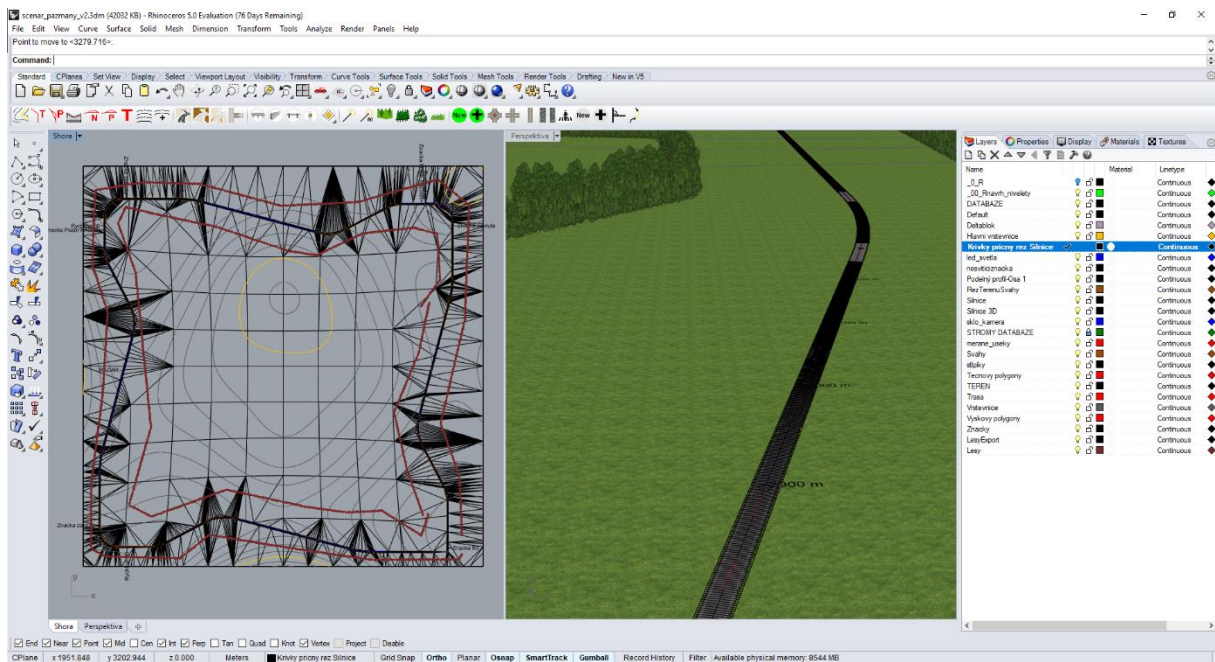 scenar_pazmany_v2.3dm (42032 KB) - Rhinoceros 5.0 Evaluation (76 Days Remaining)
File Edit View Curve Surface Solid Mesh Dimension Transform Tools Analyze Render Panels Help
Point to move to <3279.716>:
Command:
Standard CPlanes Set View Display Select Viewport Layout Visibility Transform Curve Tools Surface Tools Solid Tools Mesh Tools Render Tools Drafting New in V5
Shora
Perspektiva
Layers Properties Display Materials Textures
Name Material Linetype
_0_R Continuous
_00_Rnavrh_nivelety Continuous
DATABAZE Continuous
Default Continuous
Deltablok Continuous
Hlavni vrstevnice Continuous
Krivky pricny rez Silnice Continuous
led_svetla Continuous
nesviticiznacka Continuous
Podelny profil-Osa 1 Continuous
RezTerenuSvahy Continuous
Silnice Continuous
Silnice 3D Continuous
sklo_kamera Continuous
STROMY DATABAZE Continuous
merene_useky Continuous
Svahy Continuous
stipiky Continuous
Tecnovy polygony Continuous
TEREN Continuous
Trasa Continuous
Vrstevnice Continuous
Vyskovy polygony Continuous
Znacky Continuous
LesyExport Continuous
Lesy Continuous
900 m
Shora Perspektiva
End Near Point Mid Cen Int Perp Tan Quad Knot Vertex Project Disable
CPlane x 1951.848 y 3202.944 z 0.000 Meters Krivky pricny rez Silnice Grid Snap Ortho Planar Osnap SmartTrack Gumball Record History Filter Available physical memory: 8544 MB